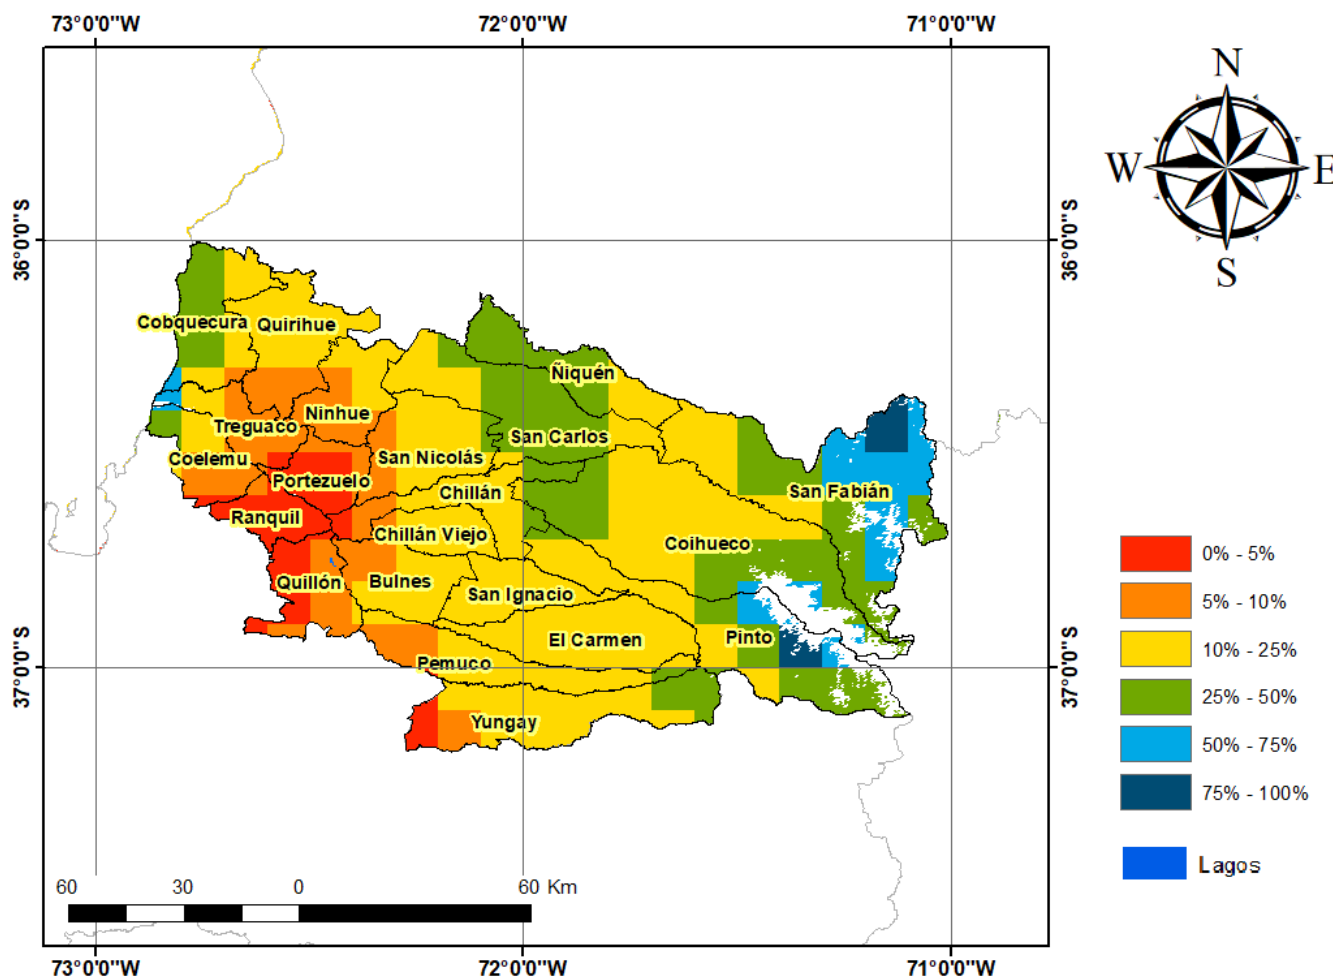 73°0'0"W
72°0'0"W
71°0'0"W
N
W
E
S
36°0'0"S
36°0'0"S
Cobquecura
Quirihue
Ñiquén
Ninhue
Treguaco
San Carlos
Coelemu
San Nicolás
Portezuelo
Chillán
San Fabián
Ranquil
Chillán Viejo
Coihueco
Quillón
Bulnes
San Ignacio
El Carmen
Pinto
Pemuco
Yungay
37°0'0"S
37°0'0"S
0% - 5%
5% - 10%
10% - 25%
25% - 50%
50% - 75%
75% - 100%
Lagos
60 30 0 60 Km
73°0'0"W
72°0'0"W
71°0'0"W